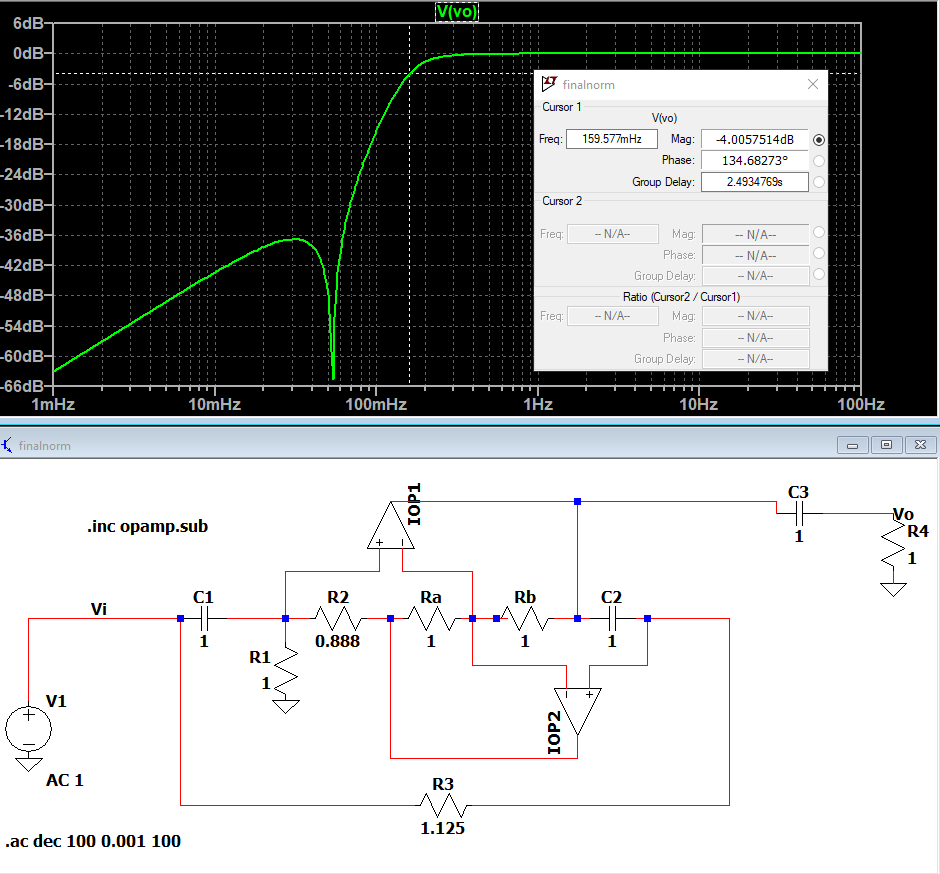 V(vo)
6dB
0dB
-6dB
-12dB
-18dB
-24dB
-30dB
-36dB
-42dB
-48dB
-54dB
-60dB
-66dB
1mHz 10mHz 100mHz 1Hz 10Hz 100Hz
finalnorm
Cursor 1
V(vo)
Freq: 159.577mHz Mag: -4.0057514dB
Phase: 134.68273°
Group Delay: 2.4934769s
Cursor 2
Freq: -- N/A-- Mag: -- N/A--
Phase: -- N/A--
Group Delay: -- N/A--
Ratio (Cursor2 / Cursor1)
Freq: -- N/A-- Mag: -- N/A--
Phase: -- N/A--
Group Delay: -- N/A--
finalnorm
.inc opamp.sub
IOP1
C3
1
Vo
R4
1
Vi
C1
1
R2
0.888
Ra
1
Rb
1
C2
1
R1
1
V1
AC 1
IOP2
R3
1.125
.ac dec 100 0.001 100